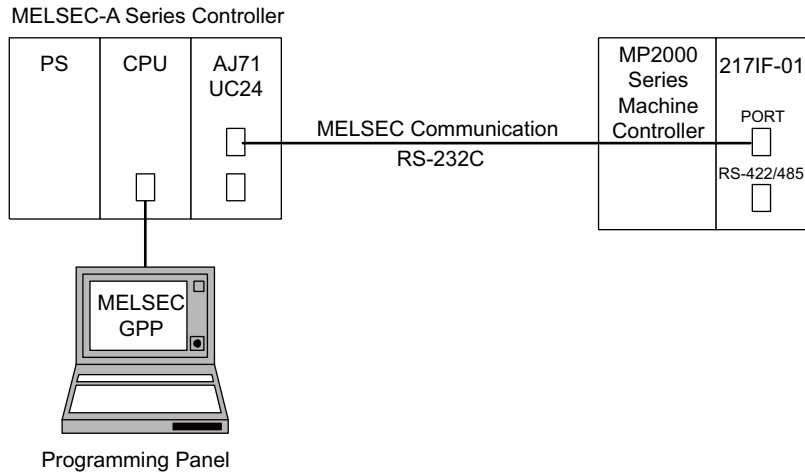 MELSEC-A Series Controller
PS
CPU
AJ71
UC24
MELSEC Communication
RS-232C
MP2000
Series
Machine
Controller
217IF-01
PORT
RS-422/485
MELSEC
GPP
Programming Panel